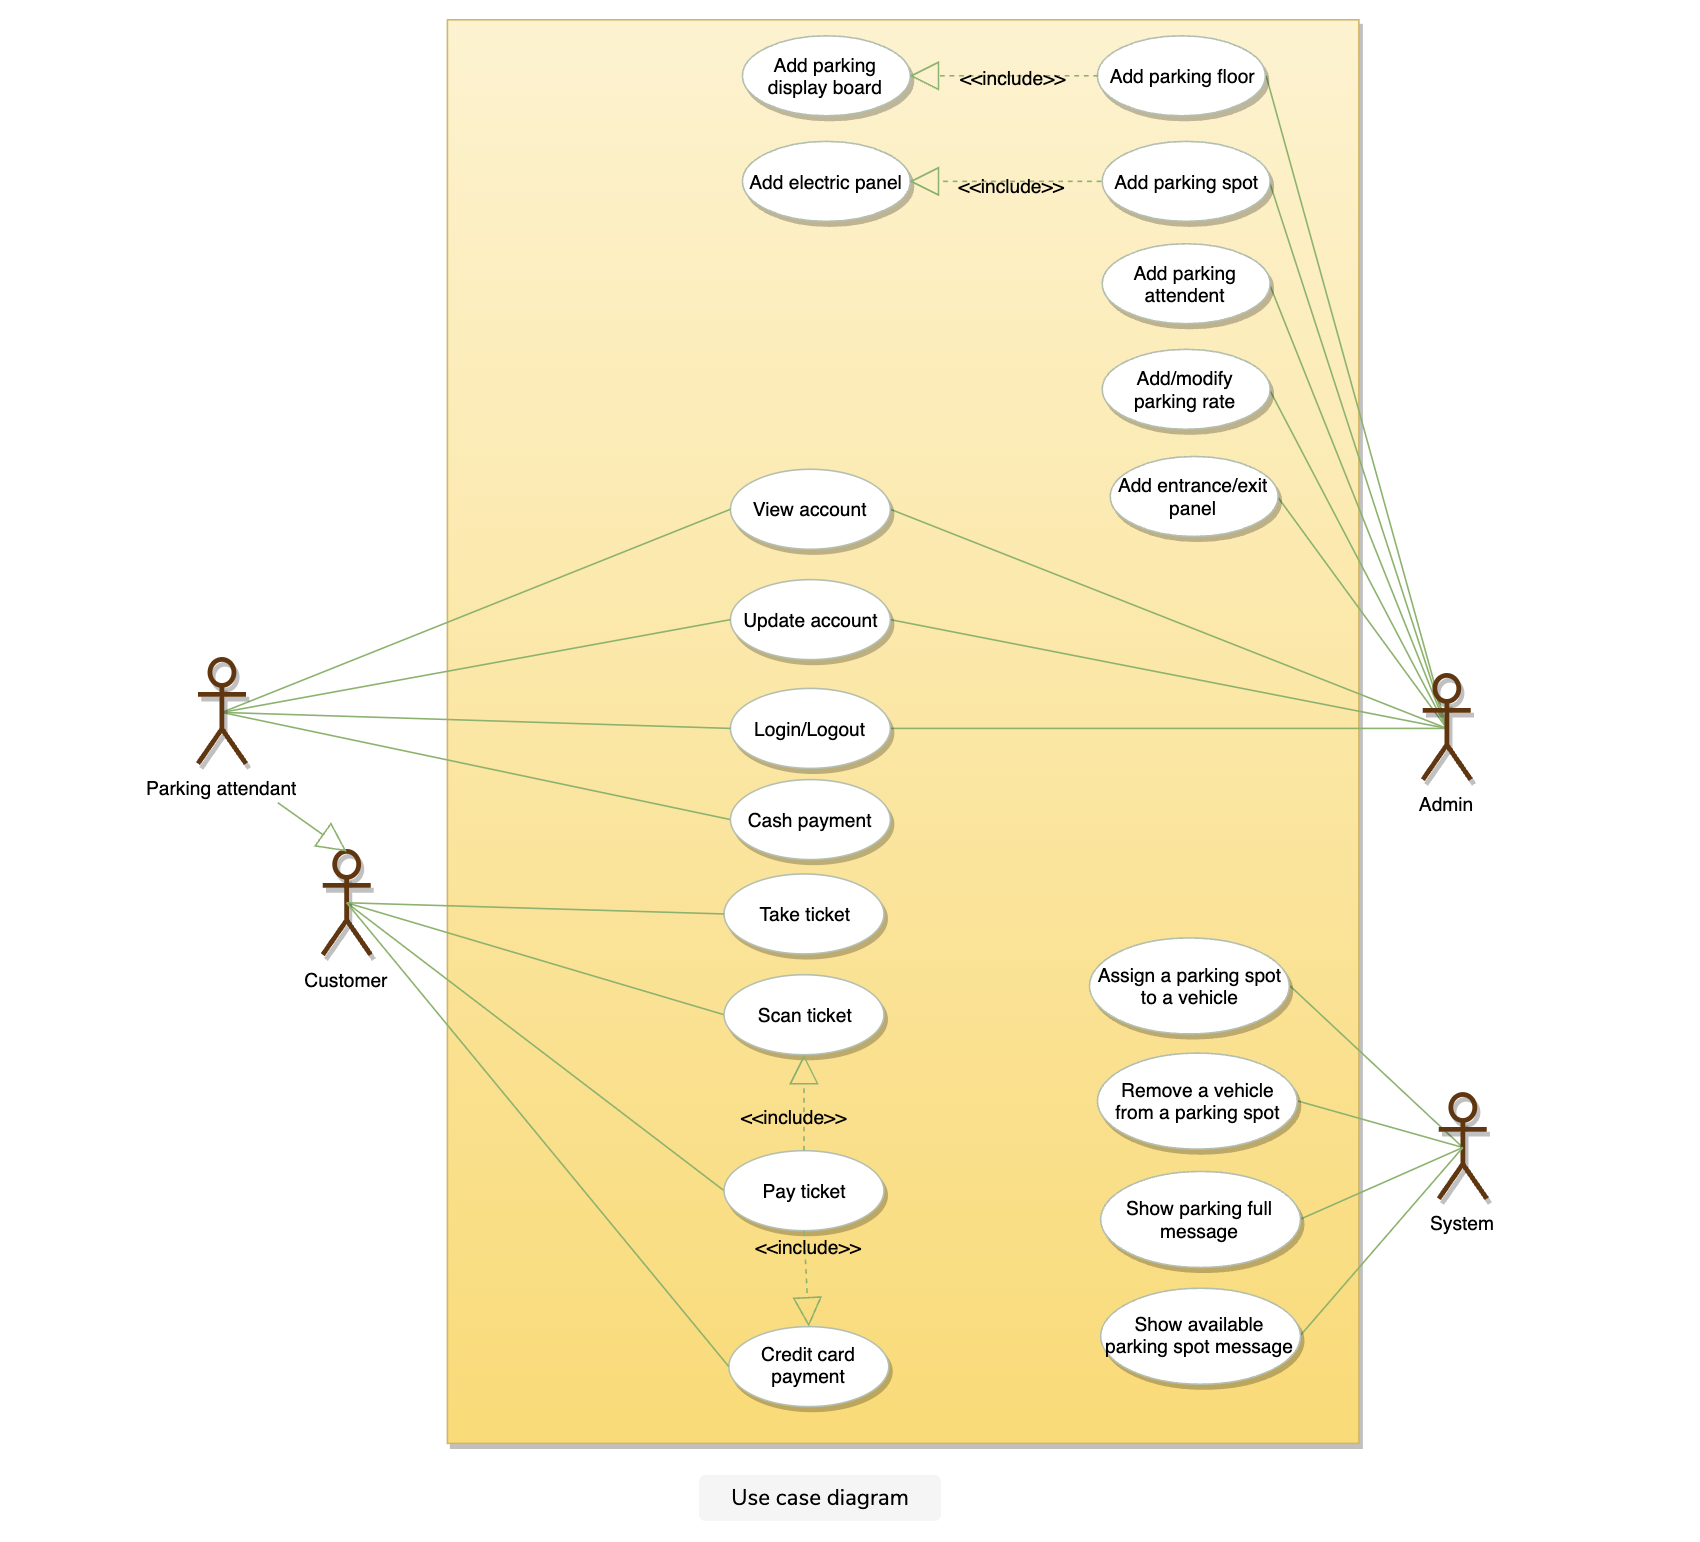 Add parking
display board
<<include>>
Add parking floor
Add electric panel
<<include>>
Add parking spot
Add parking
attendent
Add/modify
parking rate
Add entrance/exit
panel
View account
Update account
Login/Logout
Cash payment
Parking attendant
Admin
Take ticket
Customer
Scan ticket
Assign a parking spot
to a vehicle
<<include>>
Remove a vehicle
from a parking spot
Pay ticket
Show parking full
message
System
<<include>>
Show available
parking spot message
Credit card
payment
Use case diagram